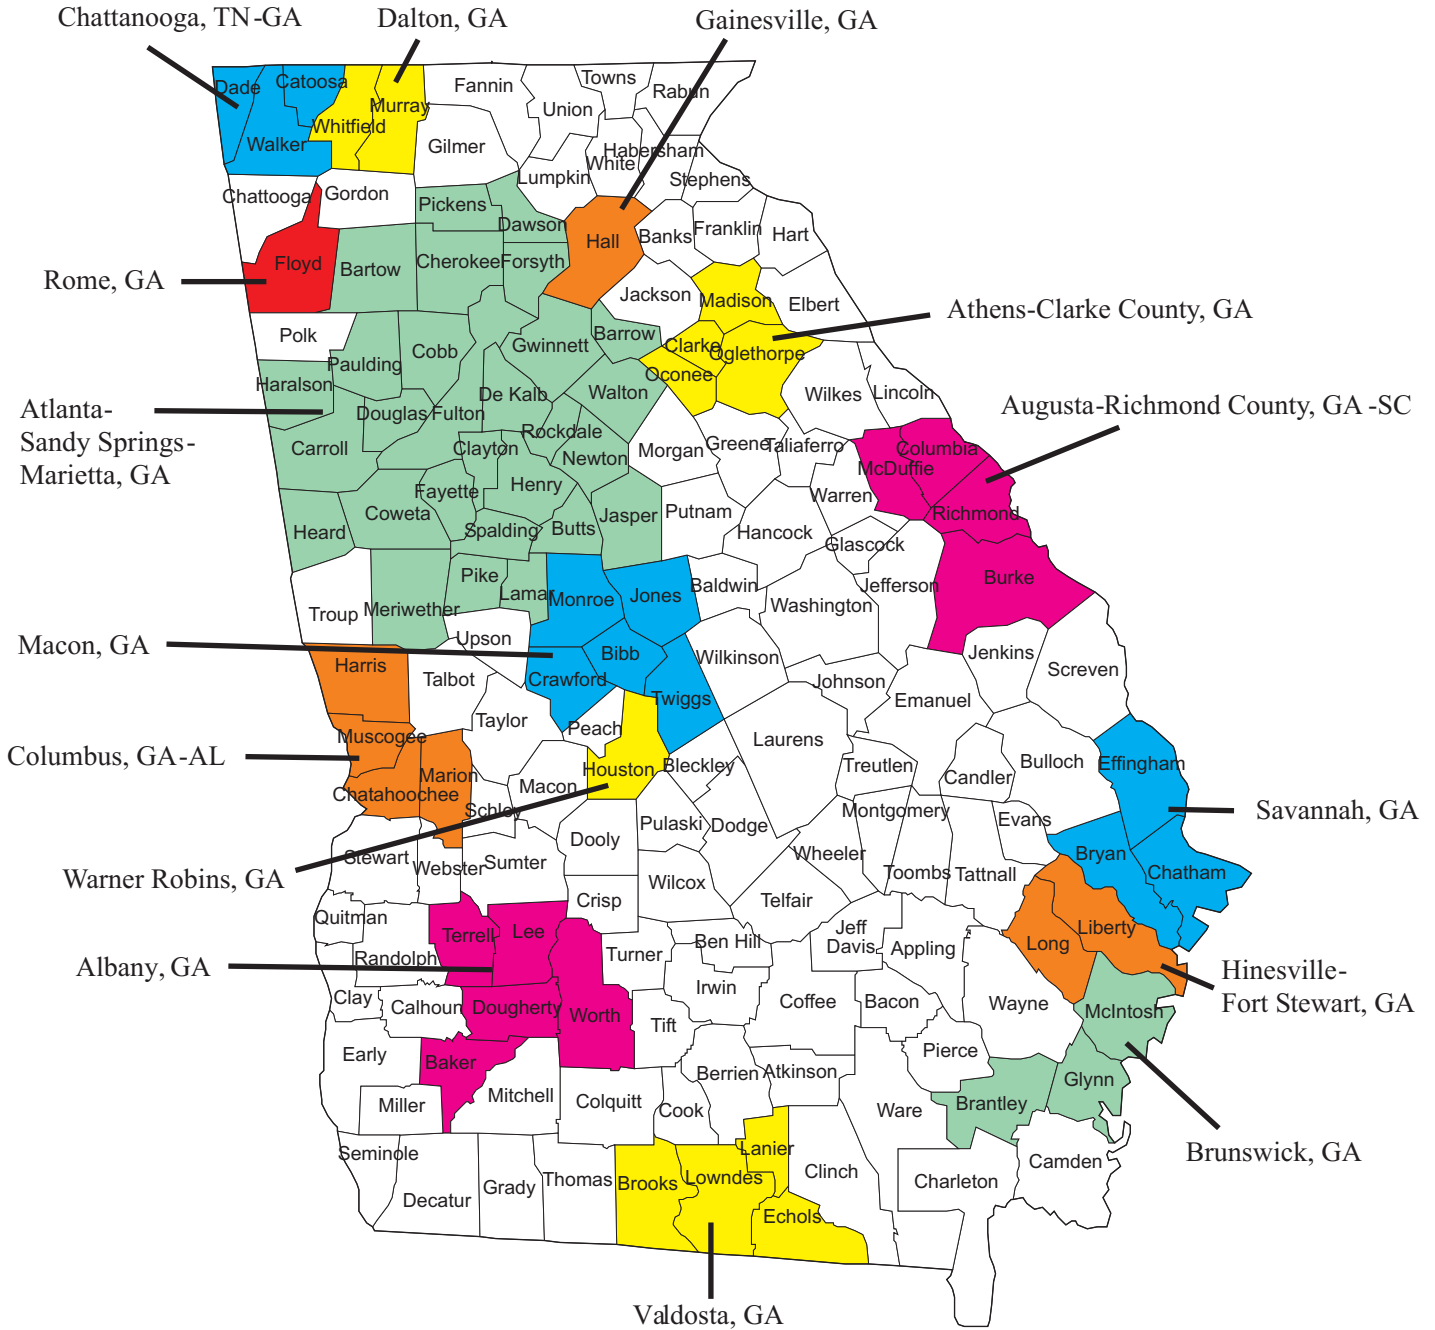 Chattanooga, TN-GA
Dalton, GA
Gainesville, GA
Dade
Catoosa
Murray
Whitfield
Walker
Fannin
Towns
Rabun
Union
Gilmer
Habersham
White
Lumpkin
Stephens
Chattooga
Gordon
Pickens
Dawson
Hall
Banks
Franklin
Hart
Rome, GA
Floyd
Bartow
Cherokee
Forsyth
Jackson
Madison
Elbert
Athens-Clarke County, GA
Polk
Paulding
Cobb
Gwinnett
Barrow
Clarke
Oglethorpe
Oconee
Haralson
De Kalb
Walton
Wilkes
Lincoln
Atlanta-
Sandy Springs-
Marietta, GA
Douglas
Fulton
Rockdale
Augusta-Richmond County, GA -SC
Carroll
Clayton
Newton
Morgan
Greene
Taliaferro
Columbia
McDuffie
Fayette
Henry
Warren
Heard
Coweta
Spalding
Butts
Jasper
Putnam
Hancock
Glascock
Richmond
Pike
Lamar
Monroe
Jones
Baldwin
Washington
Jefferson
Burke
Troup
Meriwether
Upson
Macon, GA
Harris
Talbot
Crawford
Bibb
Twiggs
Wilkinson
Johnson
Emanuel
Jenkins
Screven
Columbus, GA-AL
Muscogee
Taylor
Peach
Laurens
Marion
Chatahoochee
Macon
Schley
Houston
Bleckley
Treutlen
Candler
Bulloch
Effingham
Savannah, GA
Montgomery
Evans
Warner Robins, GA
Stewart
Webster
Sumter
Dooly
Pulaski
Dodge
Wheeler
Toombs
Tattnall
Bryan
Chatham
Quitman
Crisp
Wilcox
Telfair
Terrell
Lee
Turner
Ben Hill
Jeff
Davis
Appling
Long
Liberty
Albany, GA
Randolph
Irwin
Hinesville-
Fort Stewart, GA
Clay
Calhoun
Dougherty
Worth
Tift
Coffee
Bacon
Wayne
McIntosh
Early
Baker
Berrien
Atkinson
Pierce
Glynn
Miller
Mitchell
Colquitt
Cook
Ware
Brantley
Brunswick, GA
Seminole
Decatur
Grady
Thomas
Brooks
Lowndes
Lanier
Echols
Clinch
Charleton
Camden
Valdosta, GA